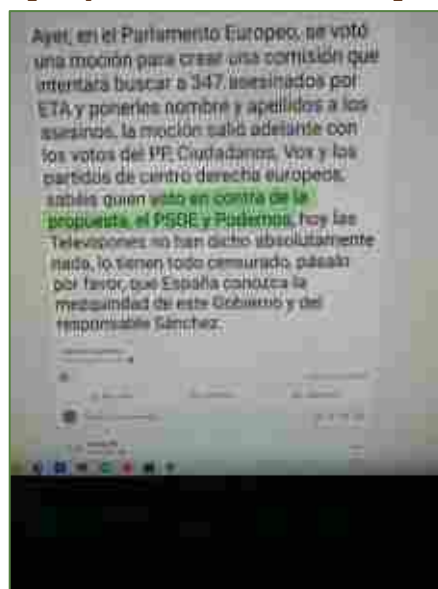 Ayer, en el Parlamento Europeo, se votó
una moción para crear una comisión que
intentara buscar a 347 asesinados por
ETA y ponerles nombre y apellidos a los
asesinos, la moción salió adelante con
los votos del PP, Ciudadanos, Vox y los
partidos de centro derecha europeos,
sabéis quien voto en contra de la
propuesta, el PSOE y Podemos, hoy las
Televisiones no han dicho absolutamente
nada, lo tienen todo censurado, pásalo
por favor, que España conozca la
mezquindad de este Gobierno y del
responsable Sánchez.